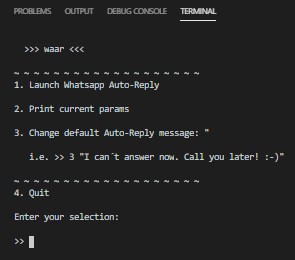 PROBLEMS OUTPUT DEBUG CONSOLE TERMINAL
>>> waar <<<
~ ~ ~ ~ ~ ~ ~ ~ ~ ~ ~ ~ ~ ~ ~ ~ ~ ~ ~
1. Launch Whatsapp Auto-Reply
2. Print current params
3. Change default Auto-Reply message: "
i.e. >> 3 "I can´t answer now. Call you later! :-)"
~ ~ ~ ~ ~ ~ ~ ~ ~ ~ ~ ~ ~ ~ ~ ~ ~ ~ ~
4. Quit
Enter your selection:
>>